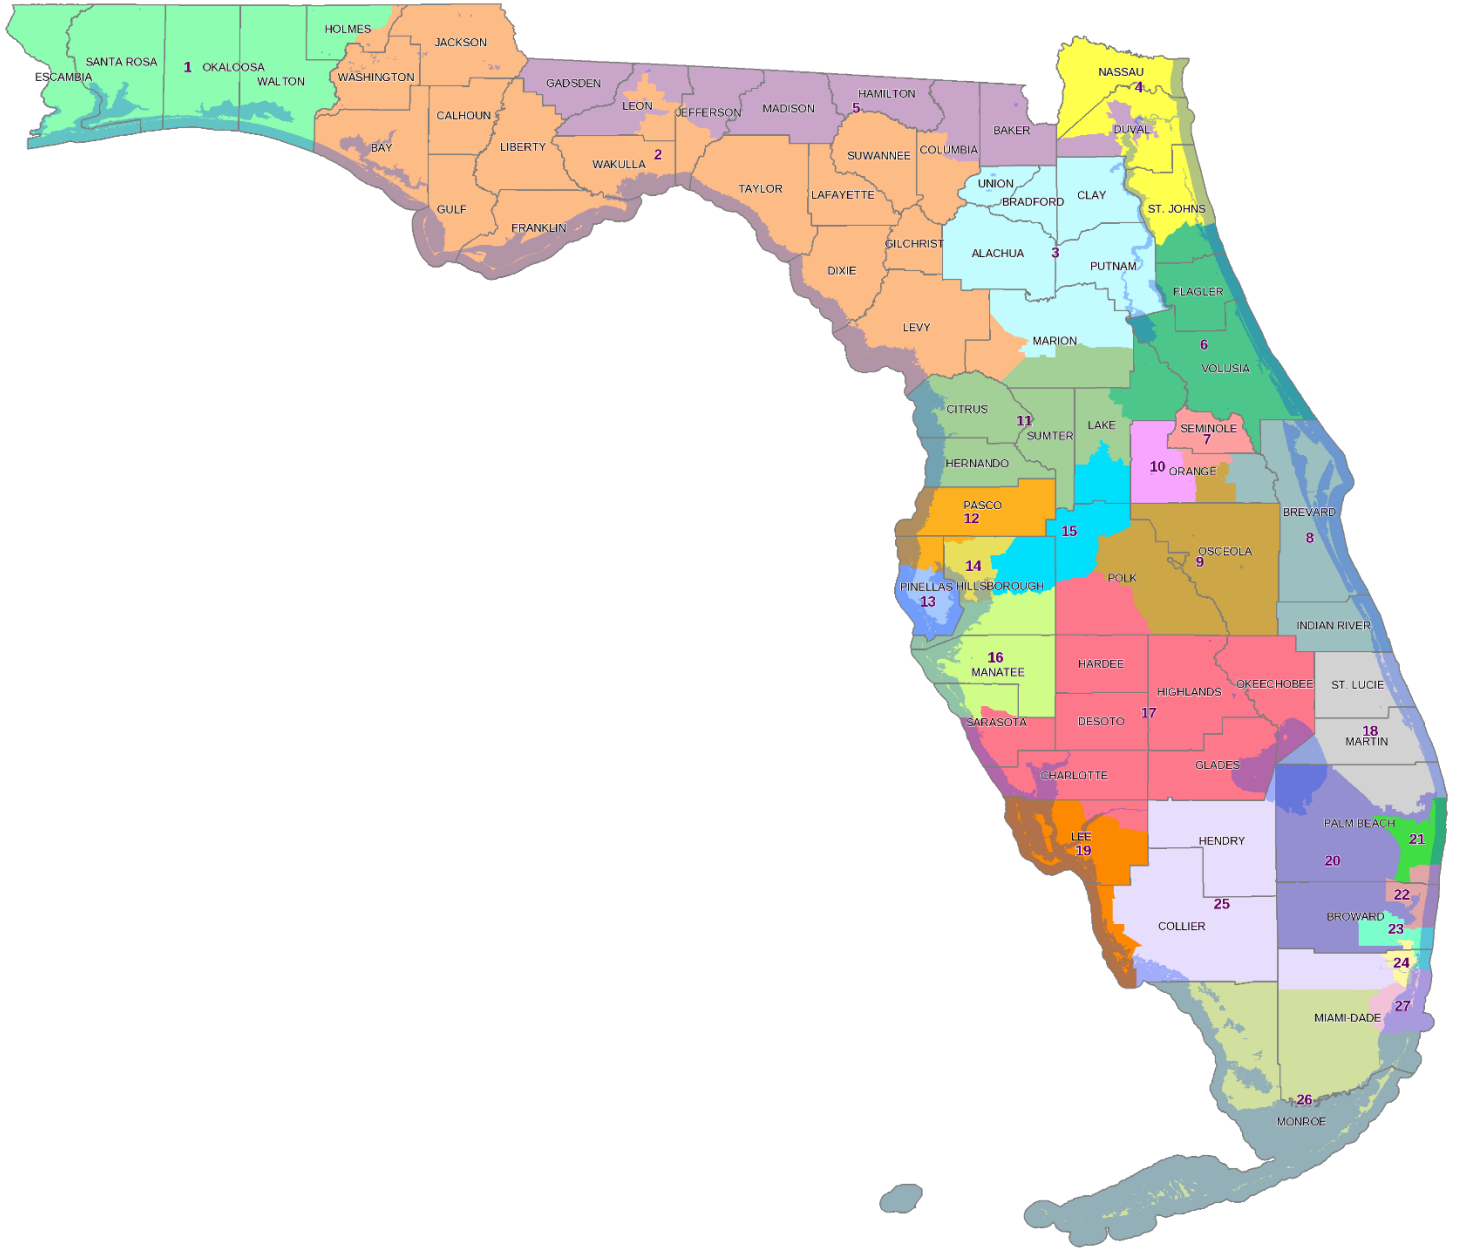 HOLMES
JACKSON
SANTA ROSA
1
OKALOOSA
ESCAMBIA
WALTON
WASHINGTON
CALHOUN
BAY
LIBERTY
GULF
FRANKLIN
GADSDEN
LEON
JEFFERSON
MADISON
HAMILTON
5
BAKER
NASSAU
4
DUVAL
WAKULLA
2
TAYLOR
SUWANNEE
COLUMBIA
LAFAYETTE
UNION
BRADFORD
CLAY
ST. JOHNS
GILCHRIST
ALACHUA
3
PUTNAM
DIXIE
FLAGLER
LEVY
MARION
6
VOLUSIA
CITRUS
11
SUMTER
LAKE
SEMINOLE
7
HERNANDO
10
ORANGE
PASCO
12
15
BREVARD
8
14
OSCEOLA
9
POLK
PINELLAS
HILLSBOROUGH
13
INDIAN RIVER
16
MANATEE
HARDEE
HIGHLANDS
OKEECHOBEE
ST. LUCIE
SARASOTA
DESOTO
17
18
MARTIN
CHARLOTTE
GLADES
LEE
19
HENDRY
PALM BEACH
21
20
22
25
COLLIER
BROWARD
23
24
27
MIAMI-DADE
26
MONROE